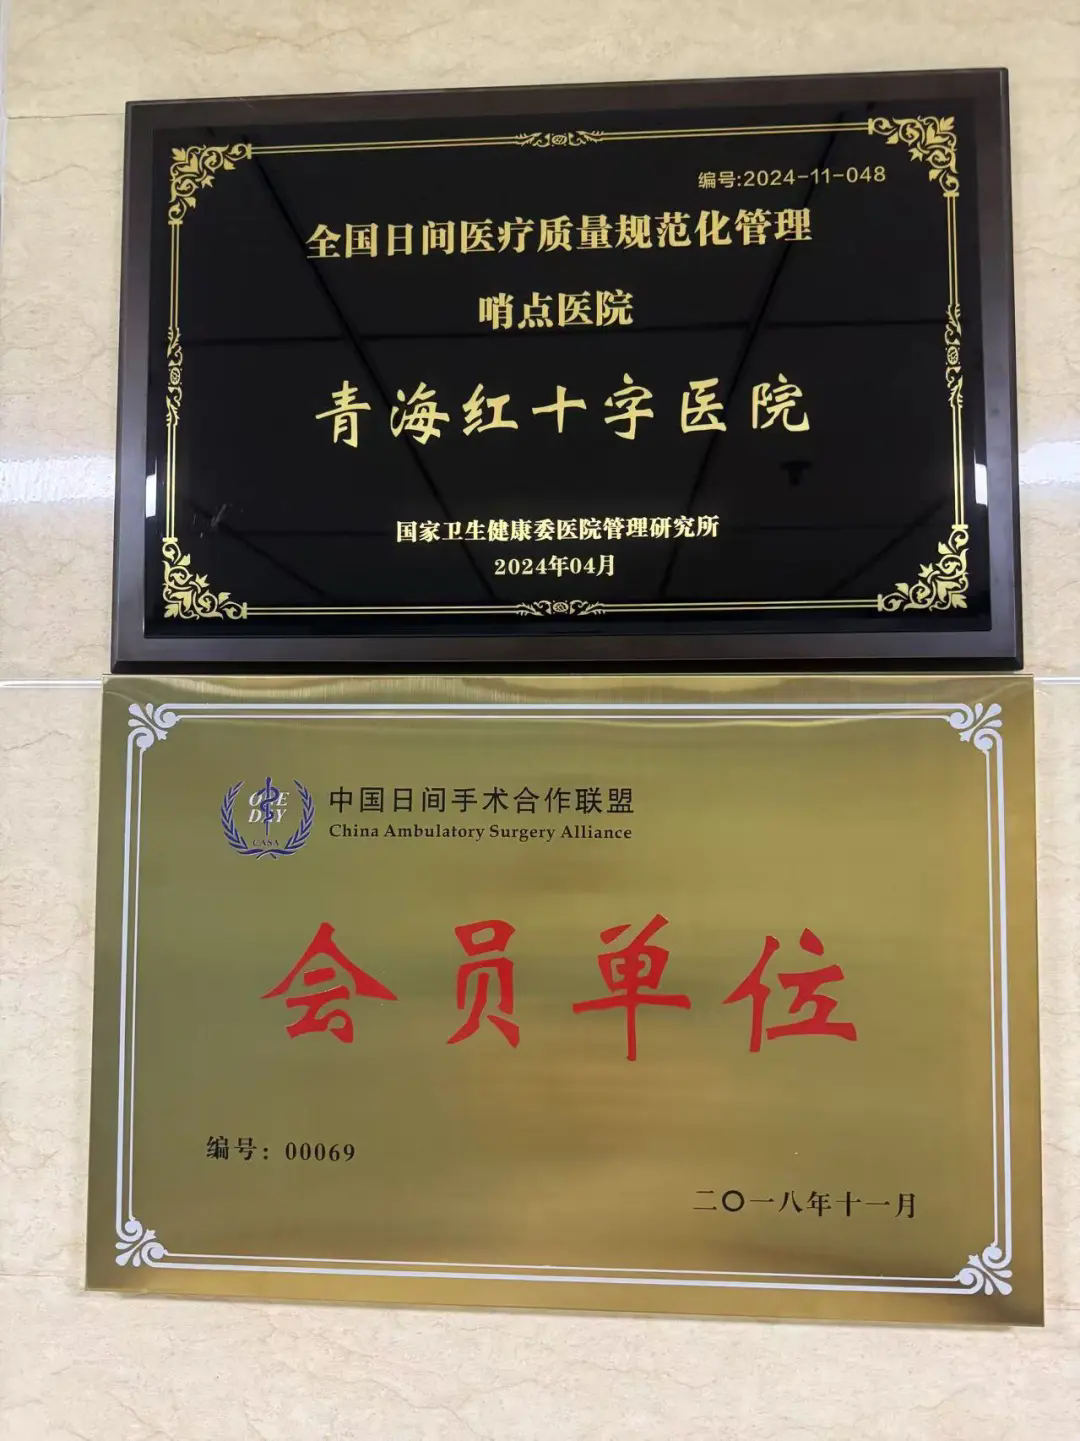 编号:2024-11-048
全国日间医疗质量规范化管理
哨点医院
青海红十字医院
国家卫生健康委医院管理研究所
2024年04月
ONE
DAY
CASA
中国日间手术合作联盟
China Ambulatory Surgery Alliance
会员单位
编号：00069
二〇一八年十一月